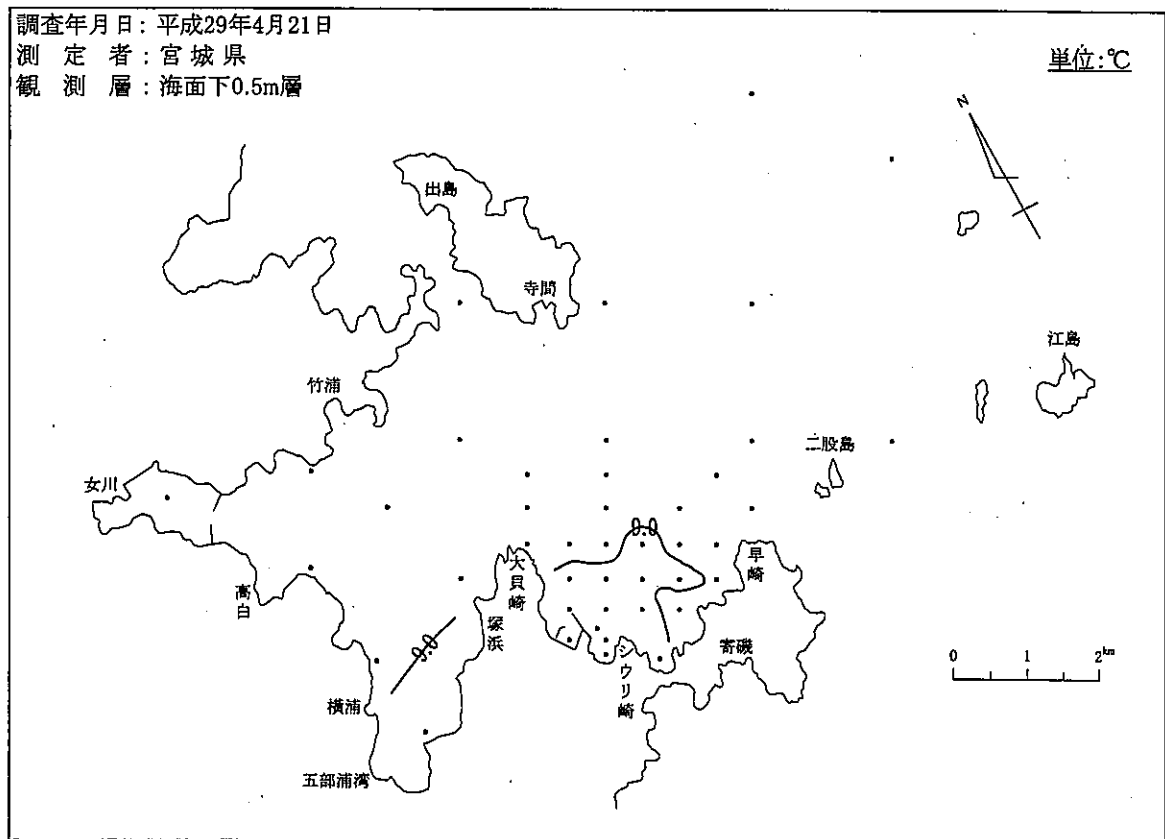 調査年月日：平成29年4月21日
測定者：宮城県
観測層：海面下0.5m層
単位：℃
N
出島
寺間
江島
竹浦
二股島
女川
9.0
大貝崎
早崎
高白
塚浜
9.0
シウリ崎
寄磯
0 1 2km
横浦
五部浦湾